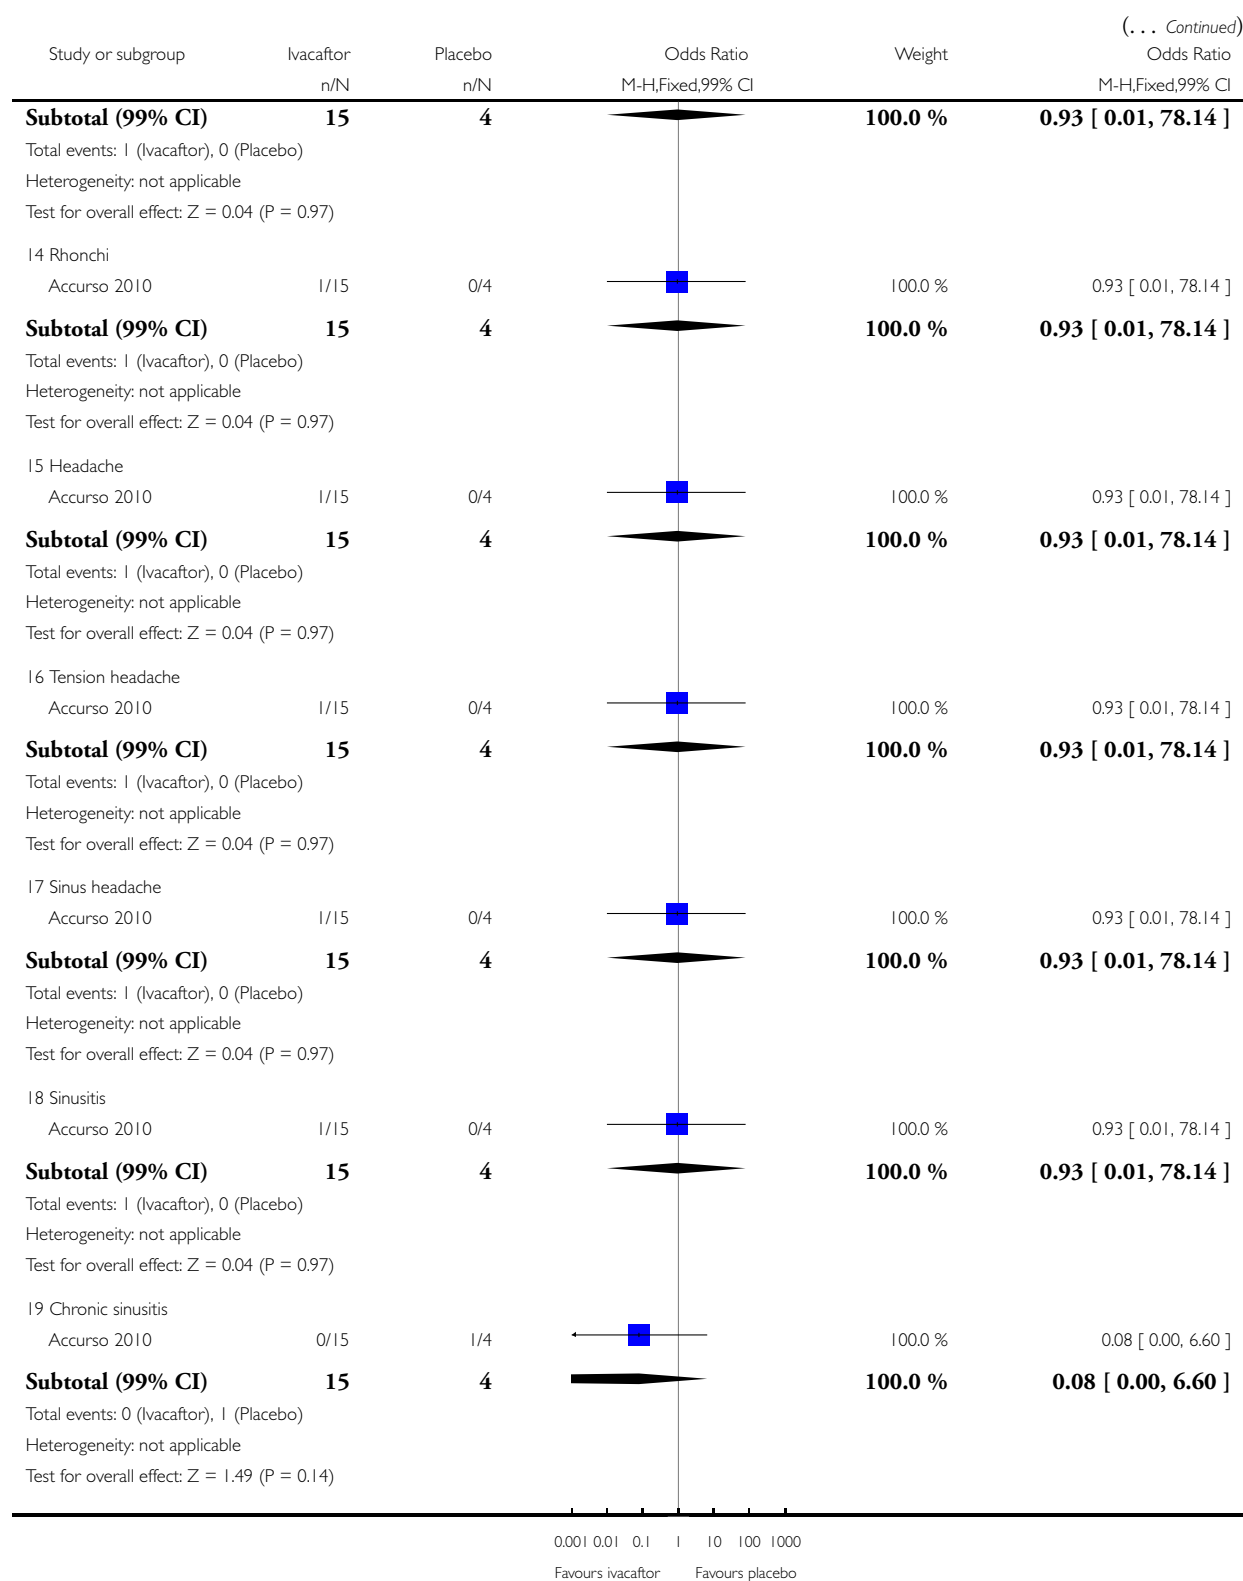 (... Continued)
Study or subgroup Ivacaftor Placebo Odds Ratio Weight Odds Ratio
n/N n/N M-H,Fixed,99% CI M-H,Fixed,99% CI
Subtotal (99% CI) 15 4 100.0 % 0.93 [ 0.01, 78.14 ]
Total events: 1 (Ivacaftor), 0 (Placebo)
Heterogeneity: not applicable
Test for overall effect: Z = 0.04 (P = 0.97)
14 Rhonchi
Accurso 2010 1/15 0/4 100.0 % 0.93 [ 0.01, 78.14 ]
Subtotal (99% CI) 15 4 100.0 % 0.93 [ 0.01, 78.14 ]
Total events: 1 (Ivacaftor), 0 (Placebo)
Heterogeneity: not applicable
Test for overall effect: Z = 0.04 (P = 0.97)
15 Headache
Accurso 2010 1/15 0/4 100.0 % 0.93 [ 0.01, 78.14 ]
Subtotal (99% CI) 15 4 100.0 % 0.93 [ 0.01, 78.14 ]
Total events: 1 (Ivacaftor), 0 (Placebo)
Heterogeneity: not applicable
Test for overall effect: Z = 0.04 (P = 0.97)
16 Tension headache
Accurso 2010 1/15 0/4 100.0 % 0.93 [ 0.01, 78.14 ]
Subtotal (99% CI) 15 4 100.0 % 0.93 [ 0.01, 78.14 ]
Total events: 1 (Ivacaftor), 0 (Placebo)
Heterogeneity: not applicable
Test for overall effect: Z = 0.04 (P = 0.97)
17 Sinus headache
Accurso 2010 1/15 0/4 100.0 % 0.93 [ 0.01, 78.14 ]
Subtotal (99% CI) 15 4 100.0 % 0.93 [ 0.01, 78.14 ]
Total events: 1 (Ivacaftor), 0 (Placebo)
Heterogeneity: not applicable
Test for overall effect: Z = 0.04 (P = 0.97)
18 Sinusitis
Accurso 2010 1/15 0/4 100.0 % 0.93 [ 0.01, 78.14 ]
Subtotal (99% CI) 15 4 100.0 % 0.93 [ 0.01, 78.14 ]
Total events: 1 (Ivacaftor), 0 (Placebo)
Heterogeneity: not applicable
Test for overall effect: Z = 0.04 (P = 0.97)
19 Chronic sinusitis
Accurso 2010 0/15 1/4 100.0 % 0.08 [ 0.00, 6.60 ]
Subtotal (99% CI) 15 4 100.0 % 0.08 [ 0.00, 6.60 ]
Total events: 0 (Ivacaftor), 1 (Placebo)
Heterogeneity: not applicable
Test for overall effect: Z = 1.49 (P = 0.14)
0.001 0.01 0.1 1 10 100 1000
Favours ivacaftor Favours placebo